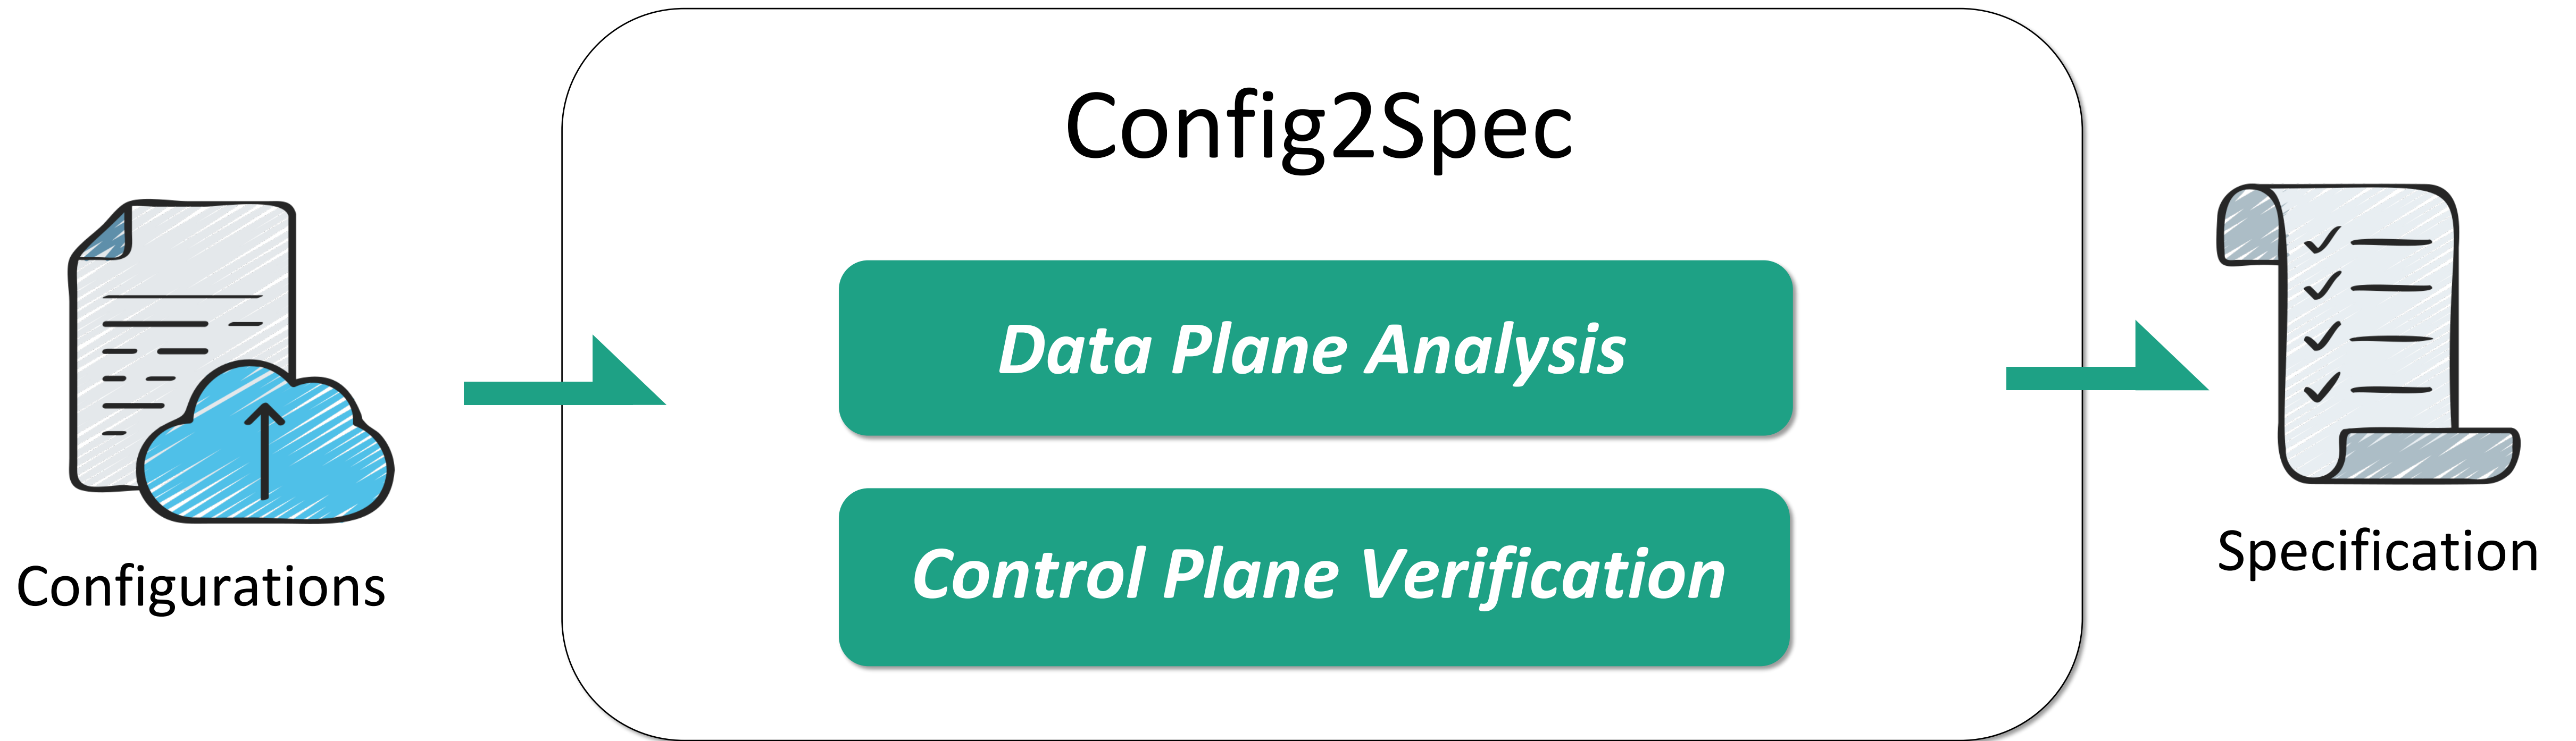 Config2Spec
Data Plane Analysis
Control Plane Verification
Configurations
Specification